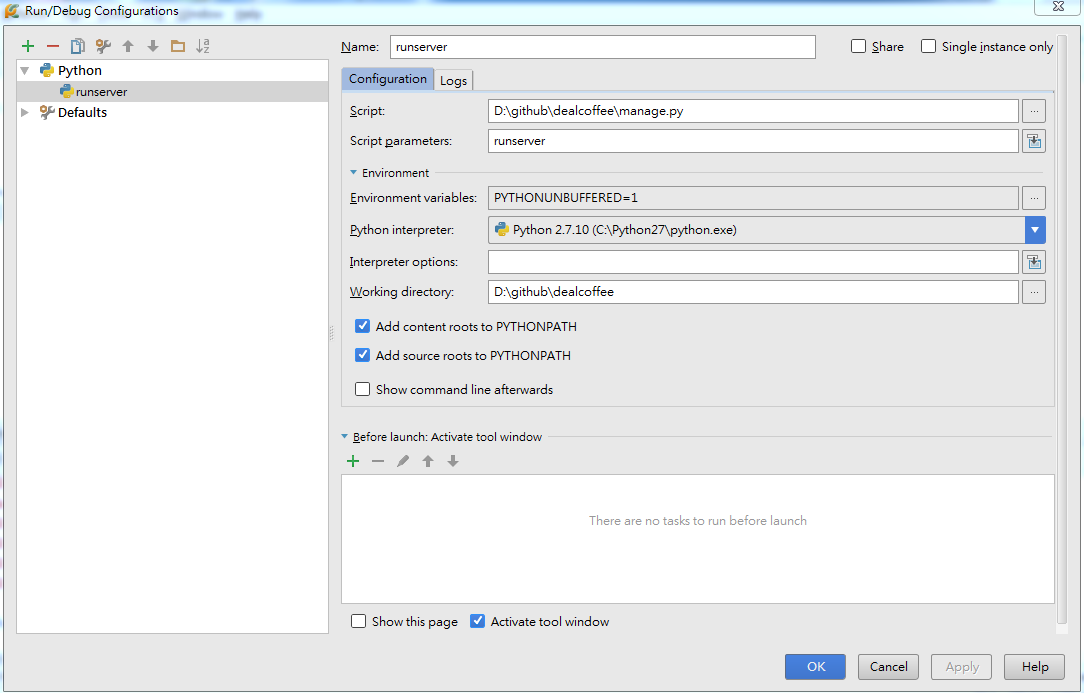 Run/Debug Configurations
Python
runserver
Defaults
Name: runserver Share Single instance only
Configuration Logs
Script: D:\github\dealcoffee\manage.py ...
Script parameters: runserver
Environment
Environment variables: PYTHONUNBUFFERED=1 ...
Python interpreter: Python 2.7.10 (C:\Python27\python.exe)
Interpreter options:
Working directory: D:\github\dealcoffee ...
Add content roots to PYTHONPATH
Add source roots to PYTHONPATH
Show command line afterwards
Before launch: Activate tool window
There are no tasks to run before launch
Show this page Activate tool window
OK Cancel Apply Help